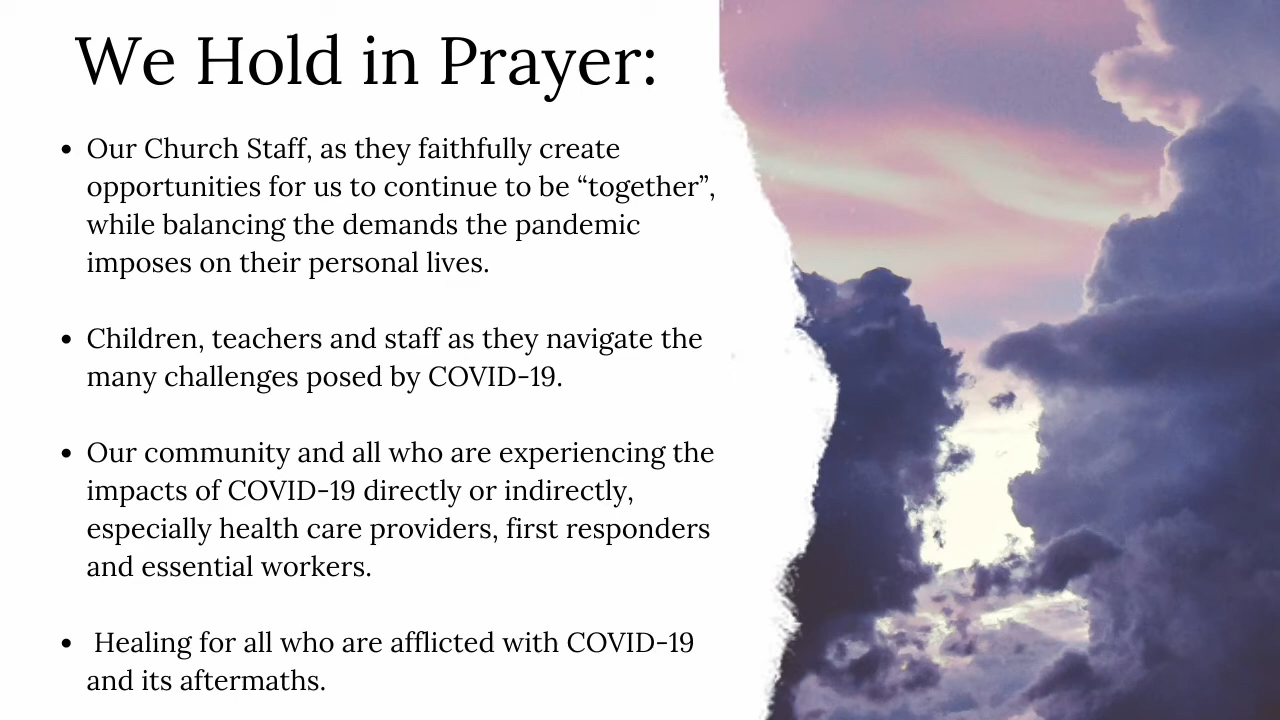 We Hold in Prayer:
• Our Church Staff, as they faithfully create
opportunities for us to continue to be “together”,
while balancing the demands the pandemic
imposes on their personal lives.
• Children, teachers and staff as they navigate the
many challenges posed by COVID-19.
• Our community and all who are experiencing the
impacts of COVID-19 directly or indirectly,
especially health care providers, first responders
and essential workers.
• Healing for all who are afflicted with COVID-19
and its aftermaths.